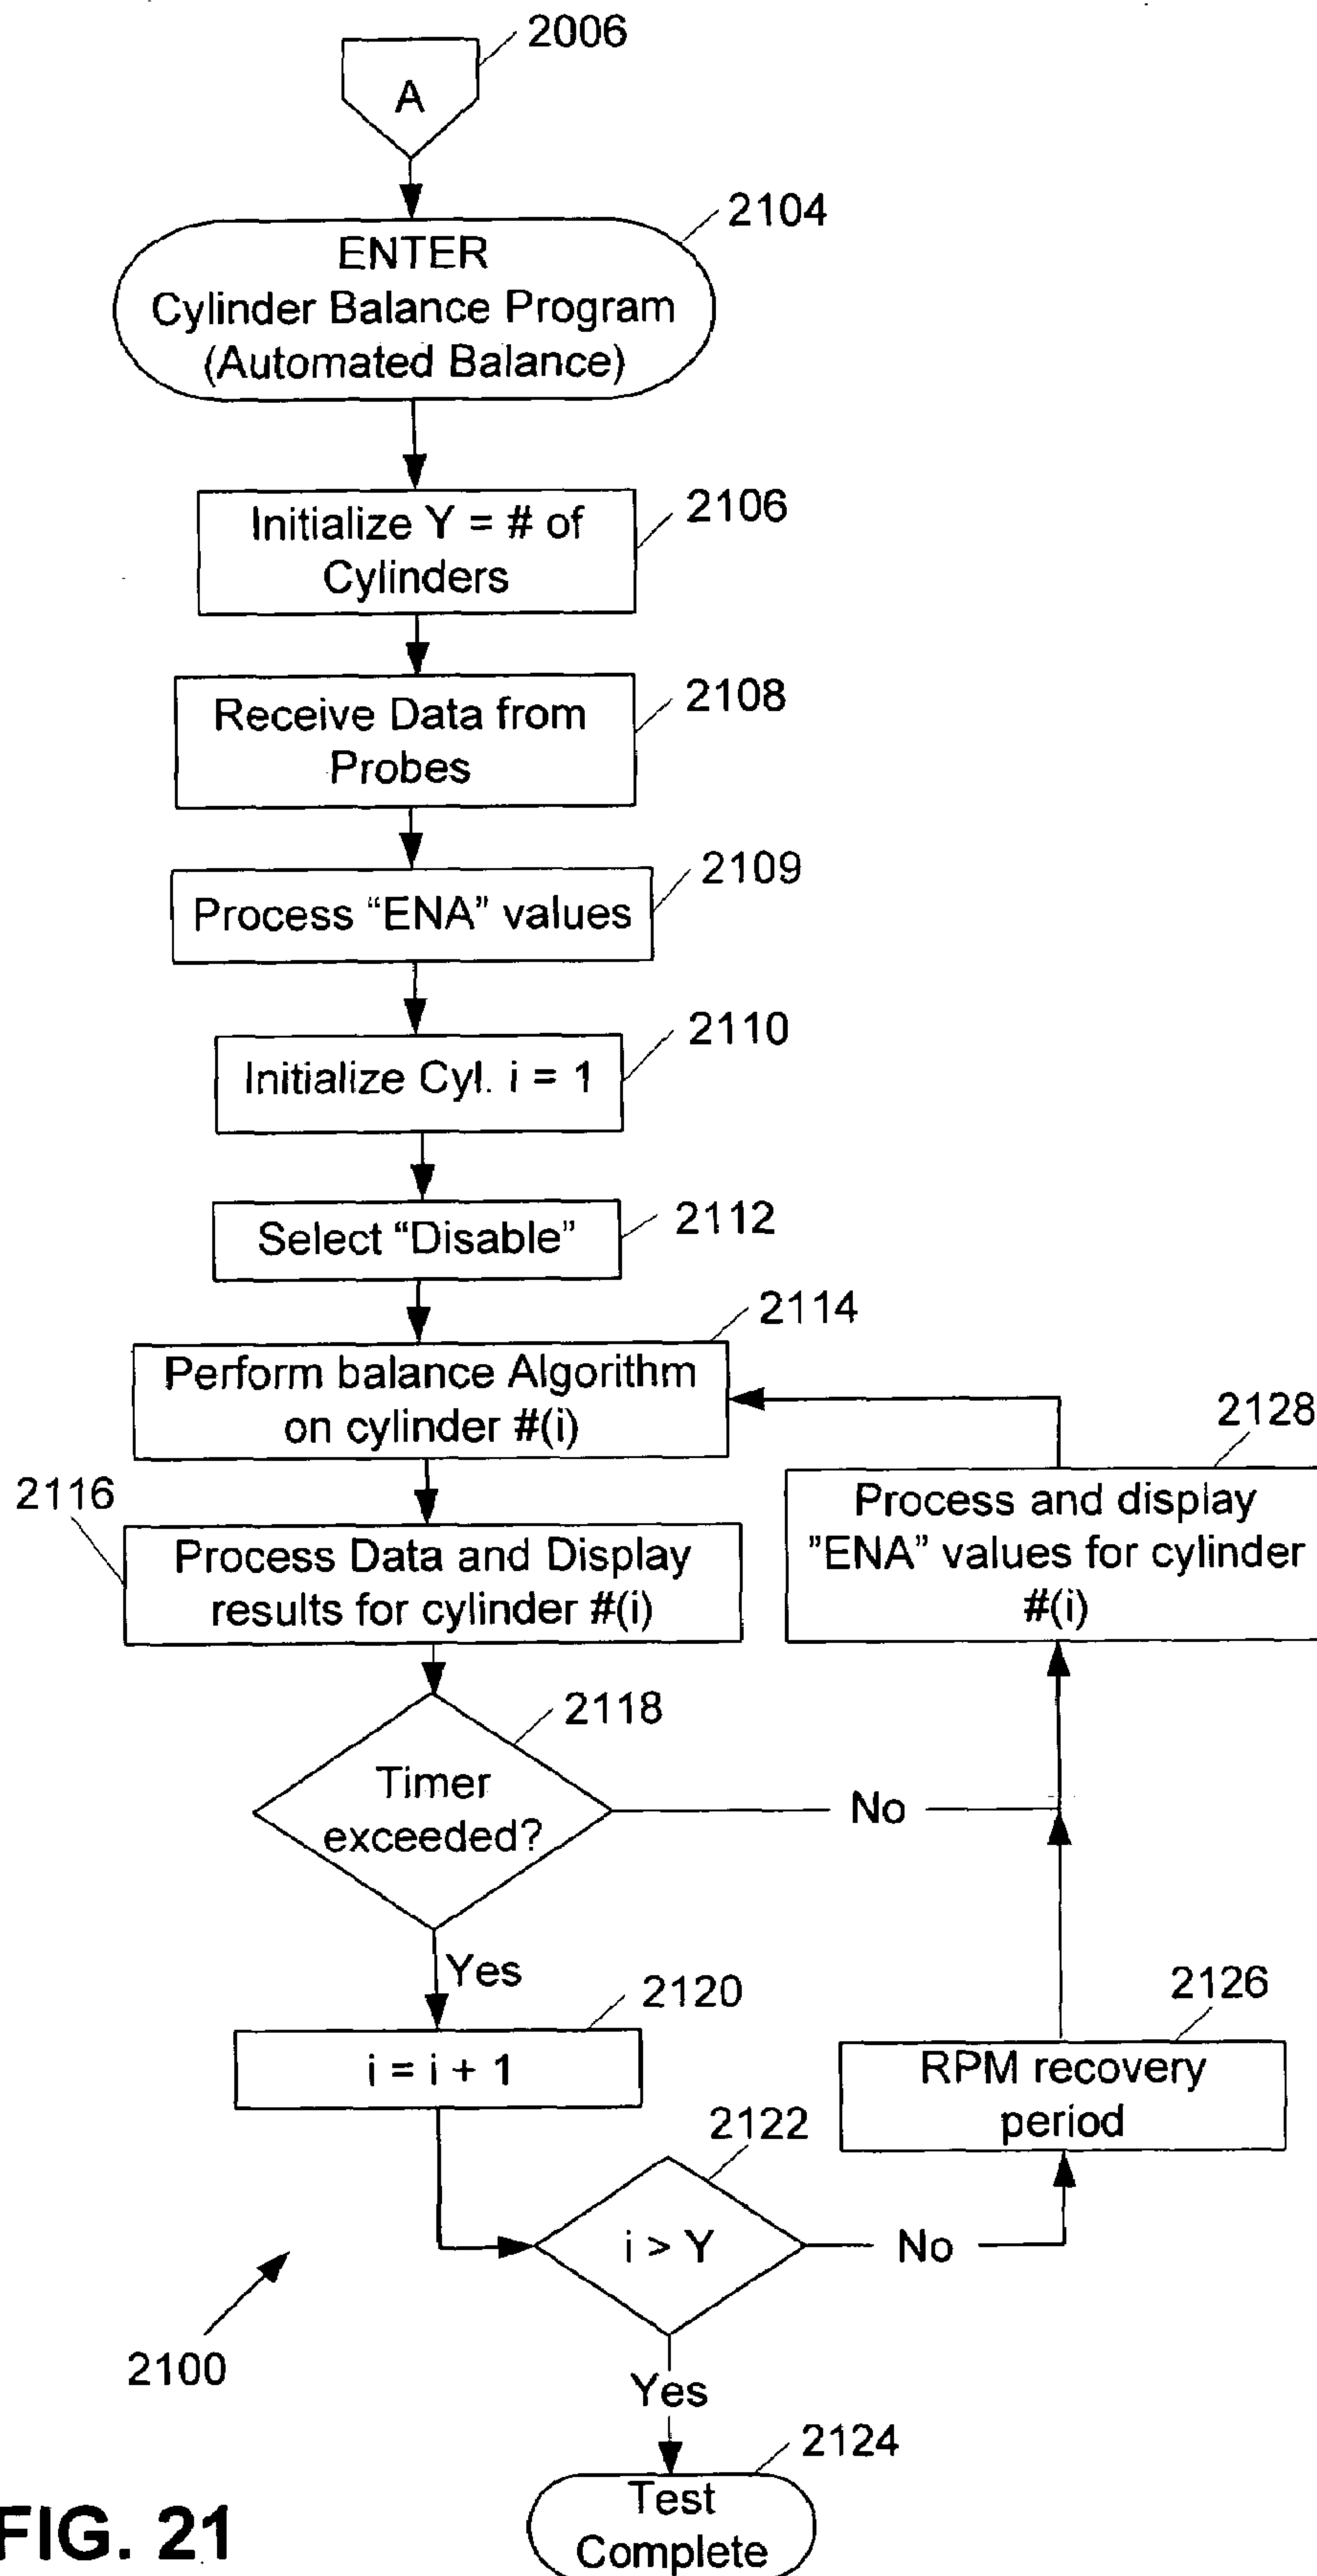 2006
A
2104
ENTER
Cylinder Balance Program
(Automated Balance)
2106
Initialize Y = # of
Cylinders
2108
Receive Data from
Probes
2109
Process “ENA” values
2110
Initialize Cyl. i = 1
2112
Select “Disable”
2114
Perform balance Algorithm
on cylinder #(i)
2128
Process and display
”ENA” values for cylinder
#(i)
2116
Process Data and Display
results for cylinder #(i)
2118
Timer
exceeded?
No
Yes
2120
i = i + 1
2126
RPM recovery
period
2122
i > Y
No
2100
Yes
2124
Test
Complete
FIG. 21